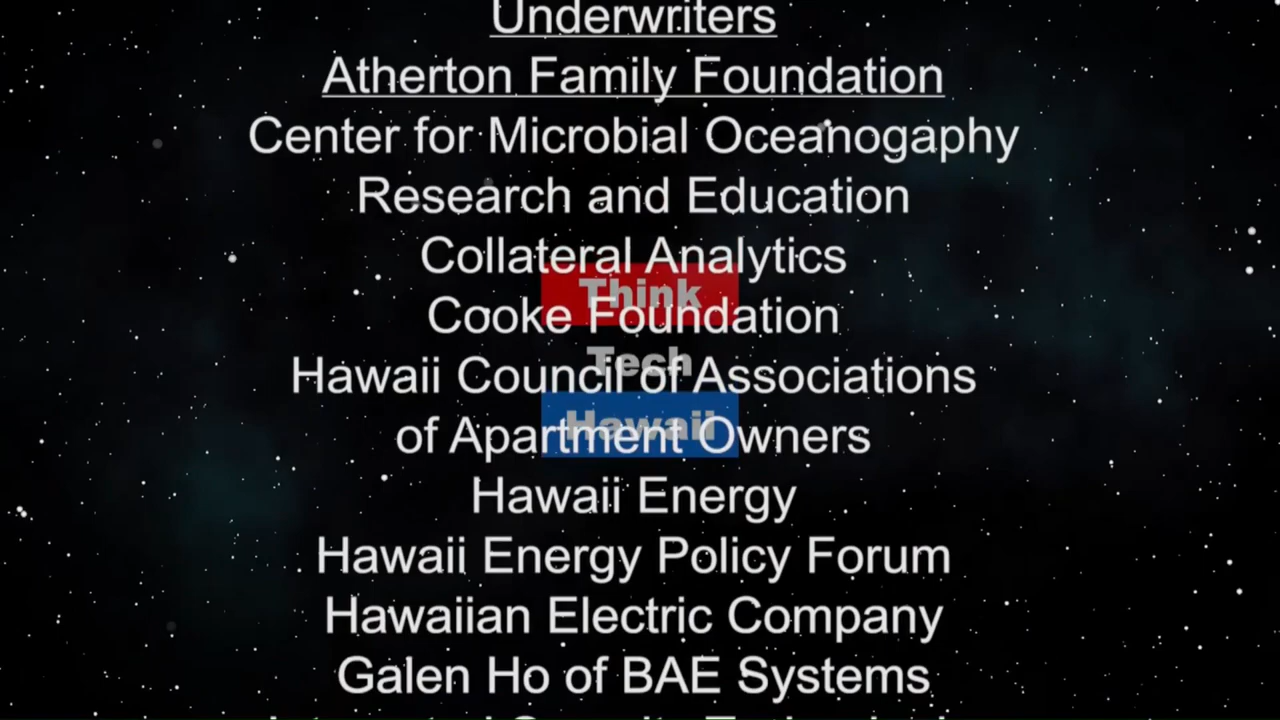 Underwriters
Atherton Family Foundation
Center for Microbial Oceanogaphy
Research and Education
Collateral Analytics
Think
Cooke Foundation
Tech
Hawaii Council of Associations
Hawaii
of Apartment Owners
Hawaii Energy
Hawaii Energy Policy Forum
Hawaiian Electric Company
Galen Ho of BAE Systems